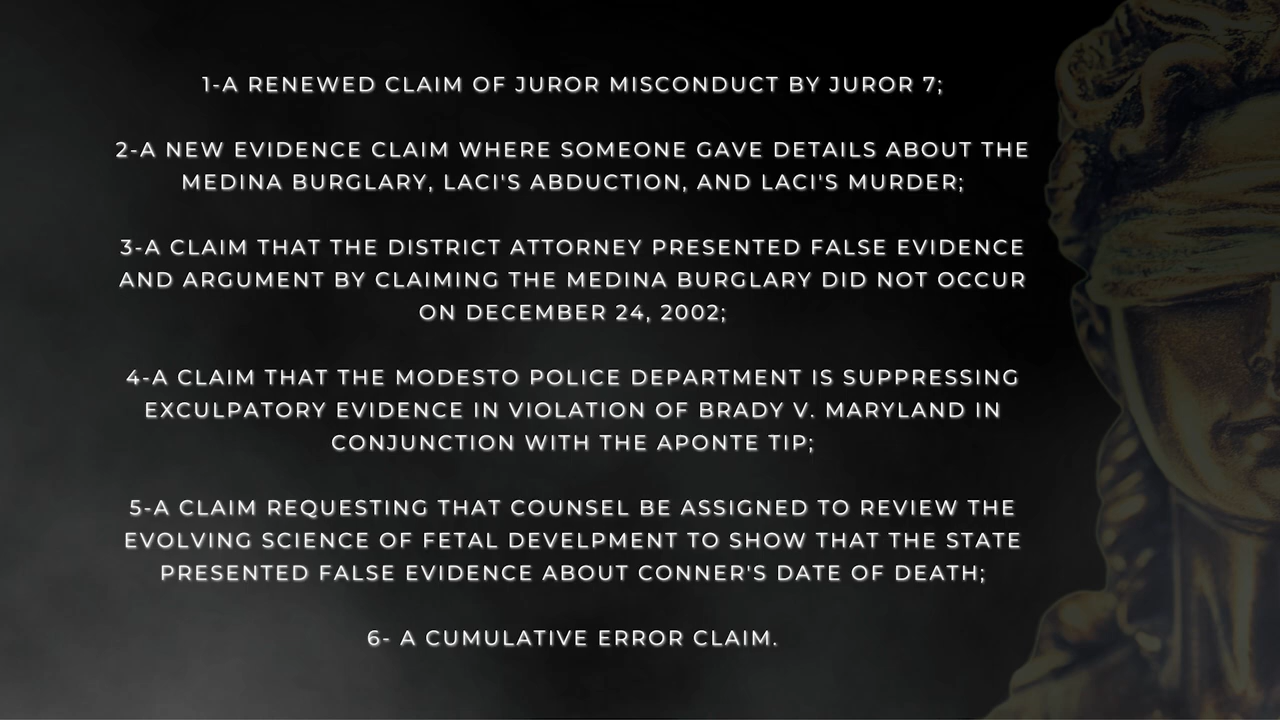 1-A RENEWED CLAIM OF JUROR MISCONDUCT BY JUROR 7;
2-A NEW EVIDENCE CLAIM WHERE SOMEONE GAVE DETAILS ABOUT THE
MEDINA BURGLARY, LACI'S ABDUCTION, AND LACI'S MURDER;
3-A CLAIM THAT THE DISTRICT ATTORNEY PRESENTED FALSE EVIDENCE
AND ARGUMENT BY CLAIMING THE MEDINA BURGLARY DID NOT OCCUR
ON DECEMBER 24, 2002;
4-A CLAIM THAT THE MODESTO POLICE DEPARTMENT IS SUPPRESSING
EXCULPATORY EVIDENCE IN VIOLATION OF BRADY V. MARYLAND IN
CONJUNCTION WITH THE APONTE TIP;
5-A CLAIM REQUESTING THAT COUNSEL BE ASSIGNED TO REVIEW THE
EVOLVING SCIENCE OF FETAL DEVELPMENT TO SHOW THAT THE STATE
PRESENTED FALSE EVIDENCE ABOUT CONNER'S DATE OF DEATH;
6- A CUMULATIVE ERROR CLAIM.